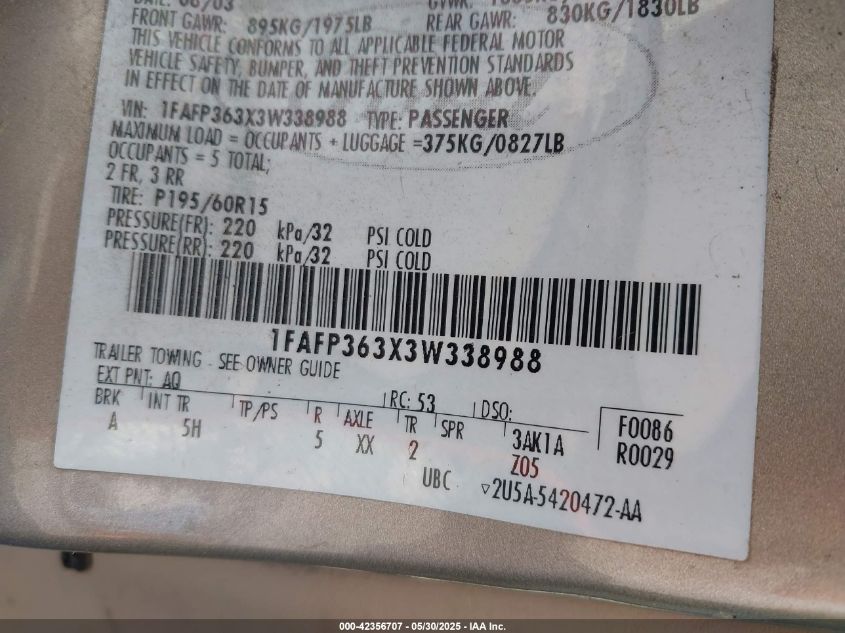 DATE: 06/03
FRONT GAWR: 895KG/1975LB REAR GAWR: 830KG/1830LB
THIS VEHICLE CONFORMS TO ALL APPLICABLE FEDERAL MOTOR
VEHICLE SAFETY, BUMPER, AND THEFT PREVENTION STANDARDS
IN EFFECT ON THE DATE OF MANUFACTURE SHOWN ABOVE.
VIN: 1FAFP363X3W338988 TYPE: PASSENGER
MAXIMUM LOAD = OCCUPANTS + LUGGAGE =375KG/0827LB
OCCUPANTS = 5 TOTAL;
2 FR, 3 RR
TIRE: P195/60R15
PRESSURE(FR): 220 kPa/32 PSI COLD
PRESSURE(RR): 220 kPa/32 PSI COLD
1FAFP363X3W338988
TRAILER TOWING - SEE OWNER GUIDE
EXT PNT: AQ RC: 53 DSO:
BRK INT TR TP/PS R AXLE TR SPR F0086
A 5H 5 XX 2 3AK1A R0029
Z05
UBC ▽2U5A-5420472-AA
000-42356707 - 05/30/2025 - IAA Inc.